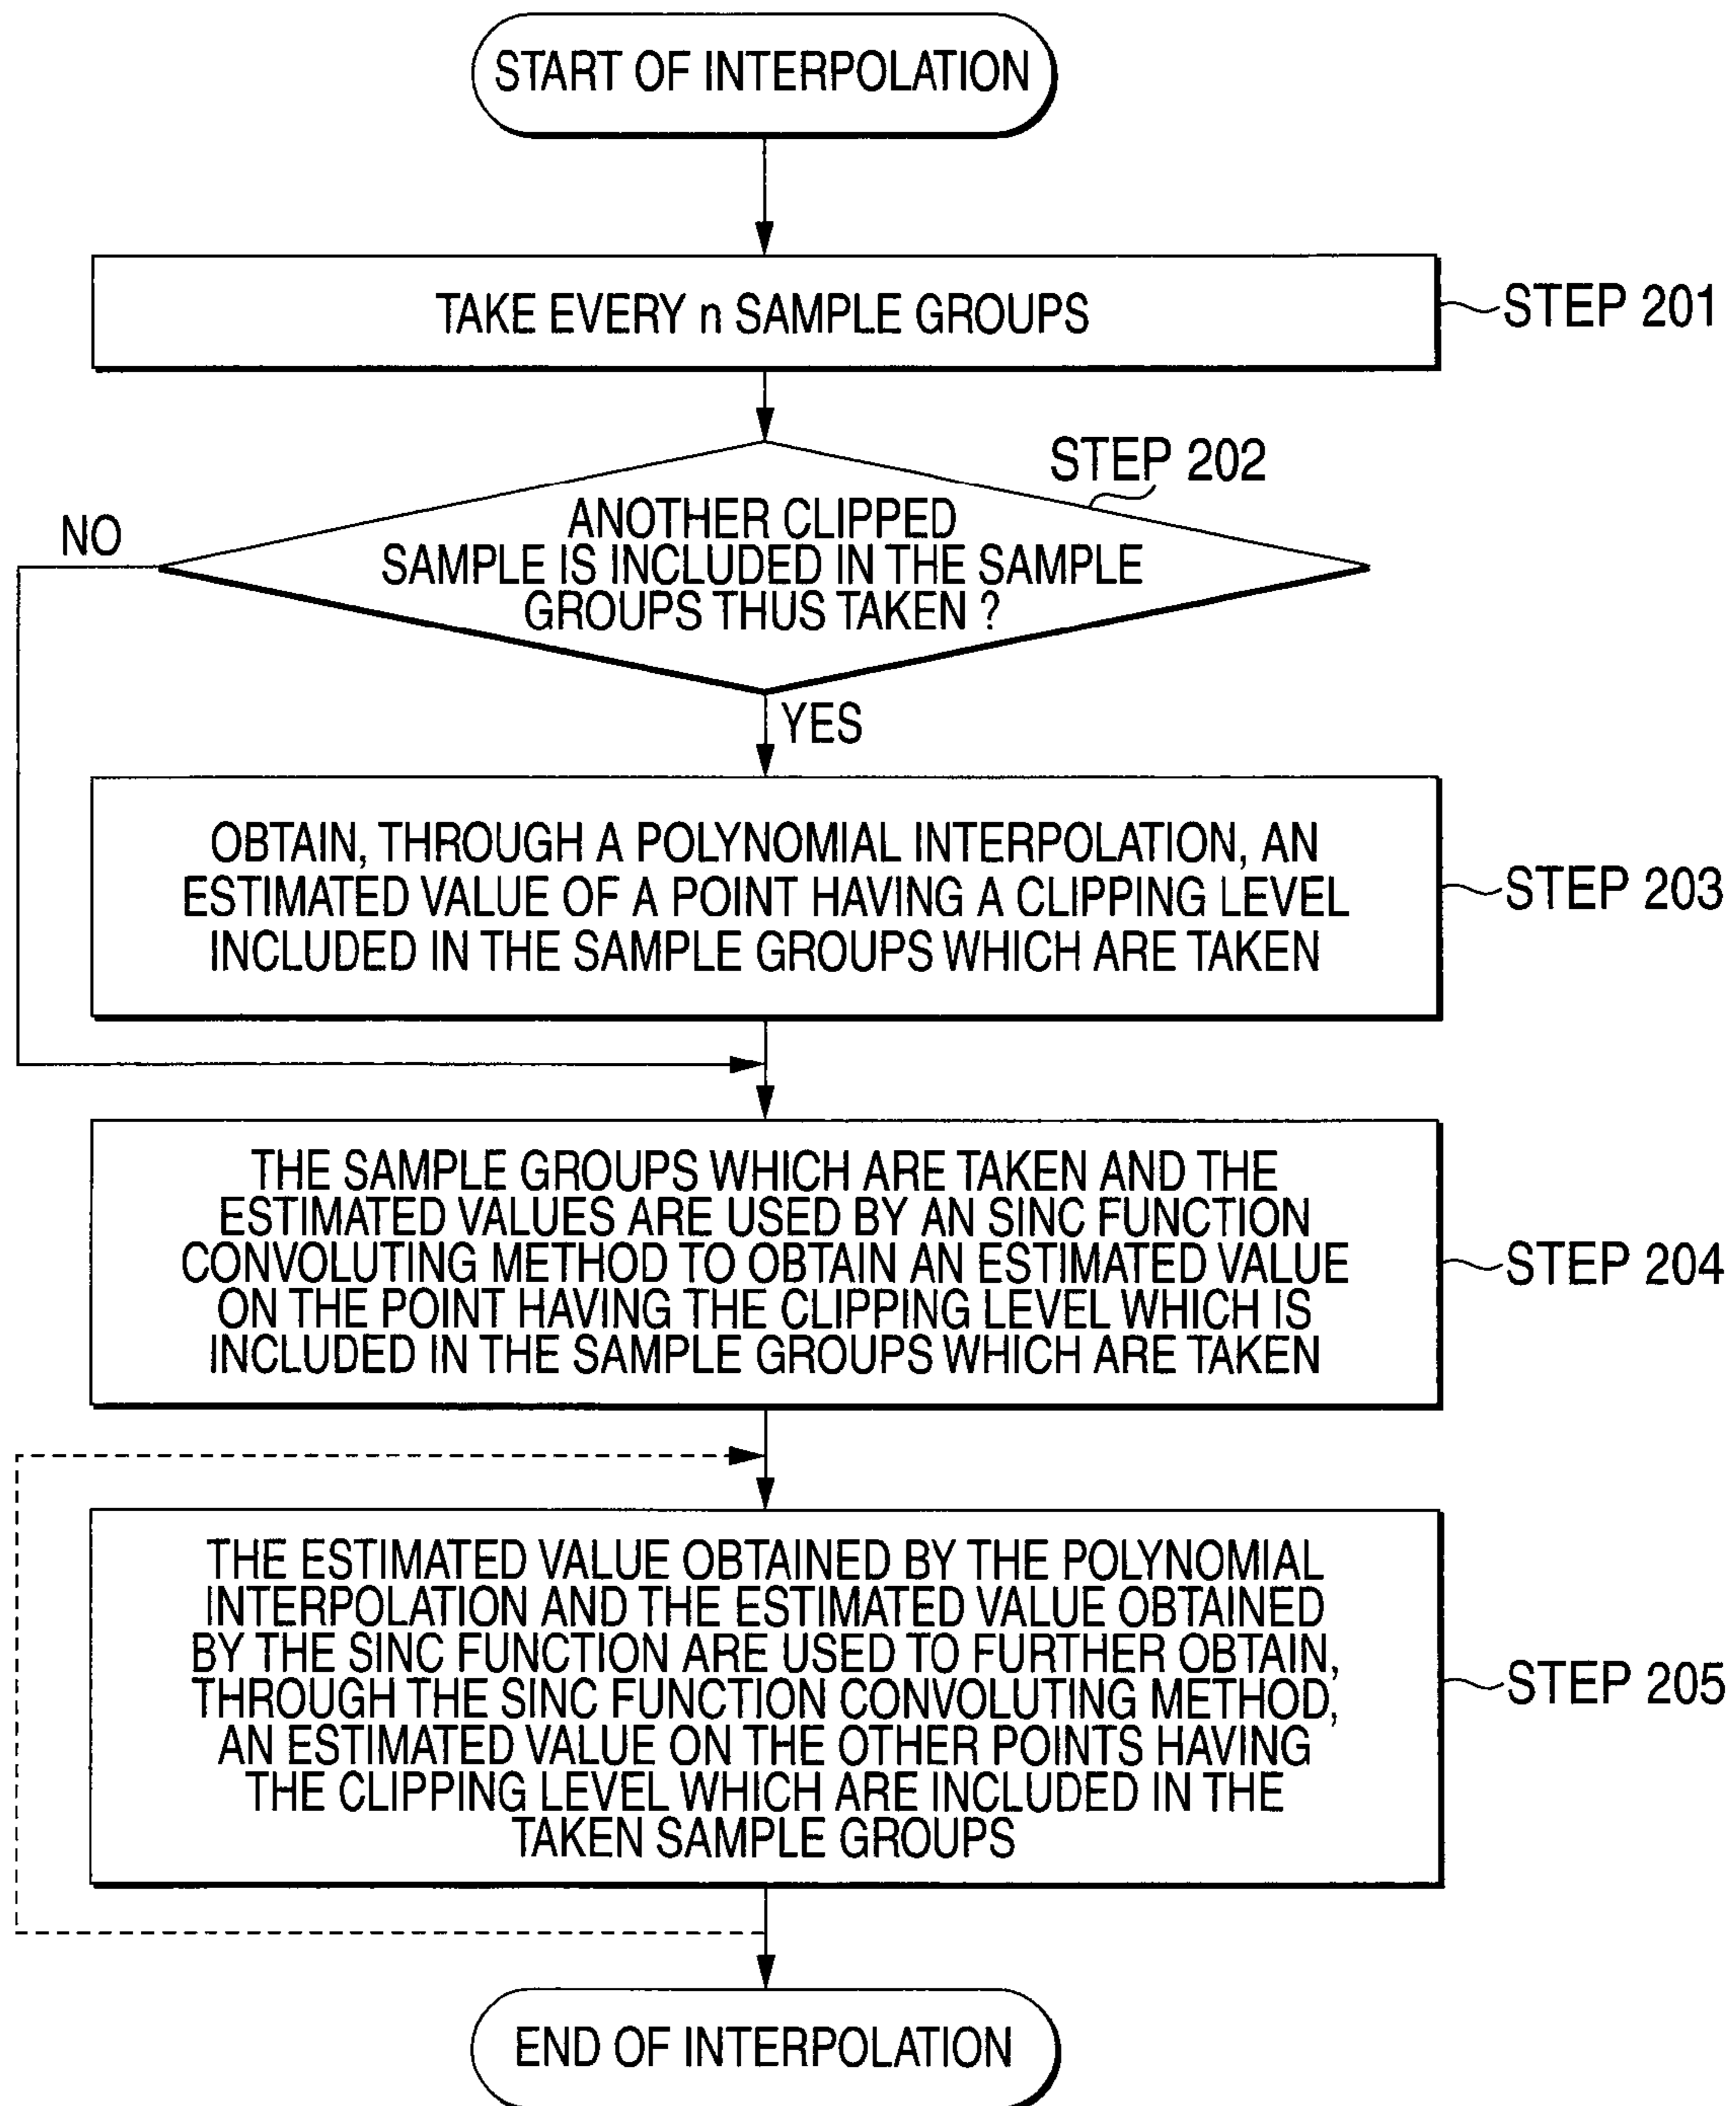 START OF INTERPOLATION
TAKE EVERY n SAMPLE GROUPS
STEP 201
STEP 202
NO
ANOTHER CLIPPED
SAMPLE IS INCLUDED IN THE SAMPLE
GROUPS THUS TAKEN ?
YES
OBTAIN, THROUGH A POLYNOMIAL INTERPOLATION, AN
ESTIMATED VALUE OF A POINT HAVING A CLIPPING LEVEL
INCLUDED IN THE SAMPLE GROUPS WHICH ARE TAKEN
STEP 203
THE SAMPLE GROUPS WHICH ARE TAKEN AND THE
ESTIMATED VALUES ARE USED BY AN SINC FUNCTION
CONVOLUTING METHOD TO OBTAIN AN ESTIMATED VALUE
ON THE POINT HAVING THE CLIPPING LEVEL WHICH IS
INCLUDED IN THE SAMPLE GROUPS WHICH ARE TAKEN
STEP 204
THE ESTIMATED VALUE OBTAINED BY THE POLYNOMIAL
INTERPOLATION AND THE ESTIMATED VALUE OBTAINED
BY THE SINC FUNCTION ARE USED TO FURTHER OBTAIN,
THROUGH THE SINC FUNCTION CONVOLUTING METHOD,
AN ESTIMATED VALUE ON THE OTHER POINTS HAVING
THE CLIPPING LEVEL WHICH ARE INCLUDED IN THE
TAKEN SAMPLE GROUPS
STEP 205
END OF INTERPOLATION